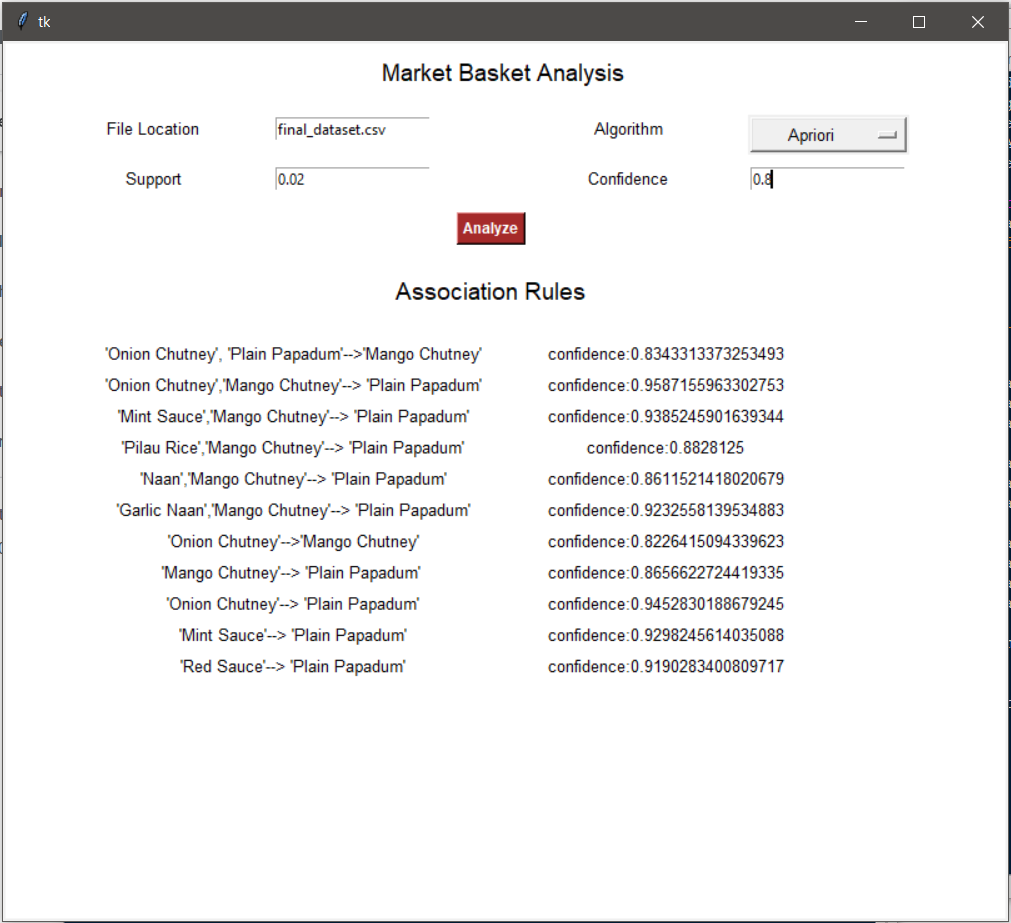 tk
Market Basket Analysis
File Location final_dataset.csv Algorithm Apriori
Support 0.02 Confidence 0.8
Analyze
Association Rules
'Onion Chutney', 'Plain Papadum'-->'Mango Chutney' confidence:0.8343313373253493
'Onion Chutney','Mango Chutney'--> 'Plain Papadum' confidence:0.9587155963302753
'Mint Sauce','Mango Chutney'--> 'Plain Papadum' confidence:0.9385245901639344
'Pilau Rice','Mango Chutney'--> 'Plain Papadum' confidence:0.8828125
'Naan','Mango Chutney'--> 'Plain Papadum' confidence:0.8611521418020679
'Garlic Naan','Mango Chutney'--> 'Plain Papadum' confidence:0.9232558139534883
'Onion Chutney'-->'Mango Chutney' confidence:0.8226415094339623
'Mango Chutney'--> 'Plain Papadum' confidence:0.8656622724419335
'Onion Chutney'--> 'Plain Papadum' confidence:0.9452830188679245
'Mint Sauce'--> 'Plain Papadum' confidence:0.9298245614035088
'Red Sauce'--> 'Plain Papadum' confidence:0.9190283400809717